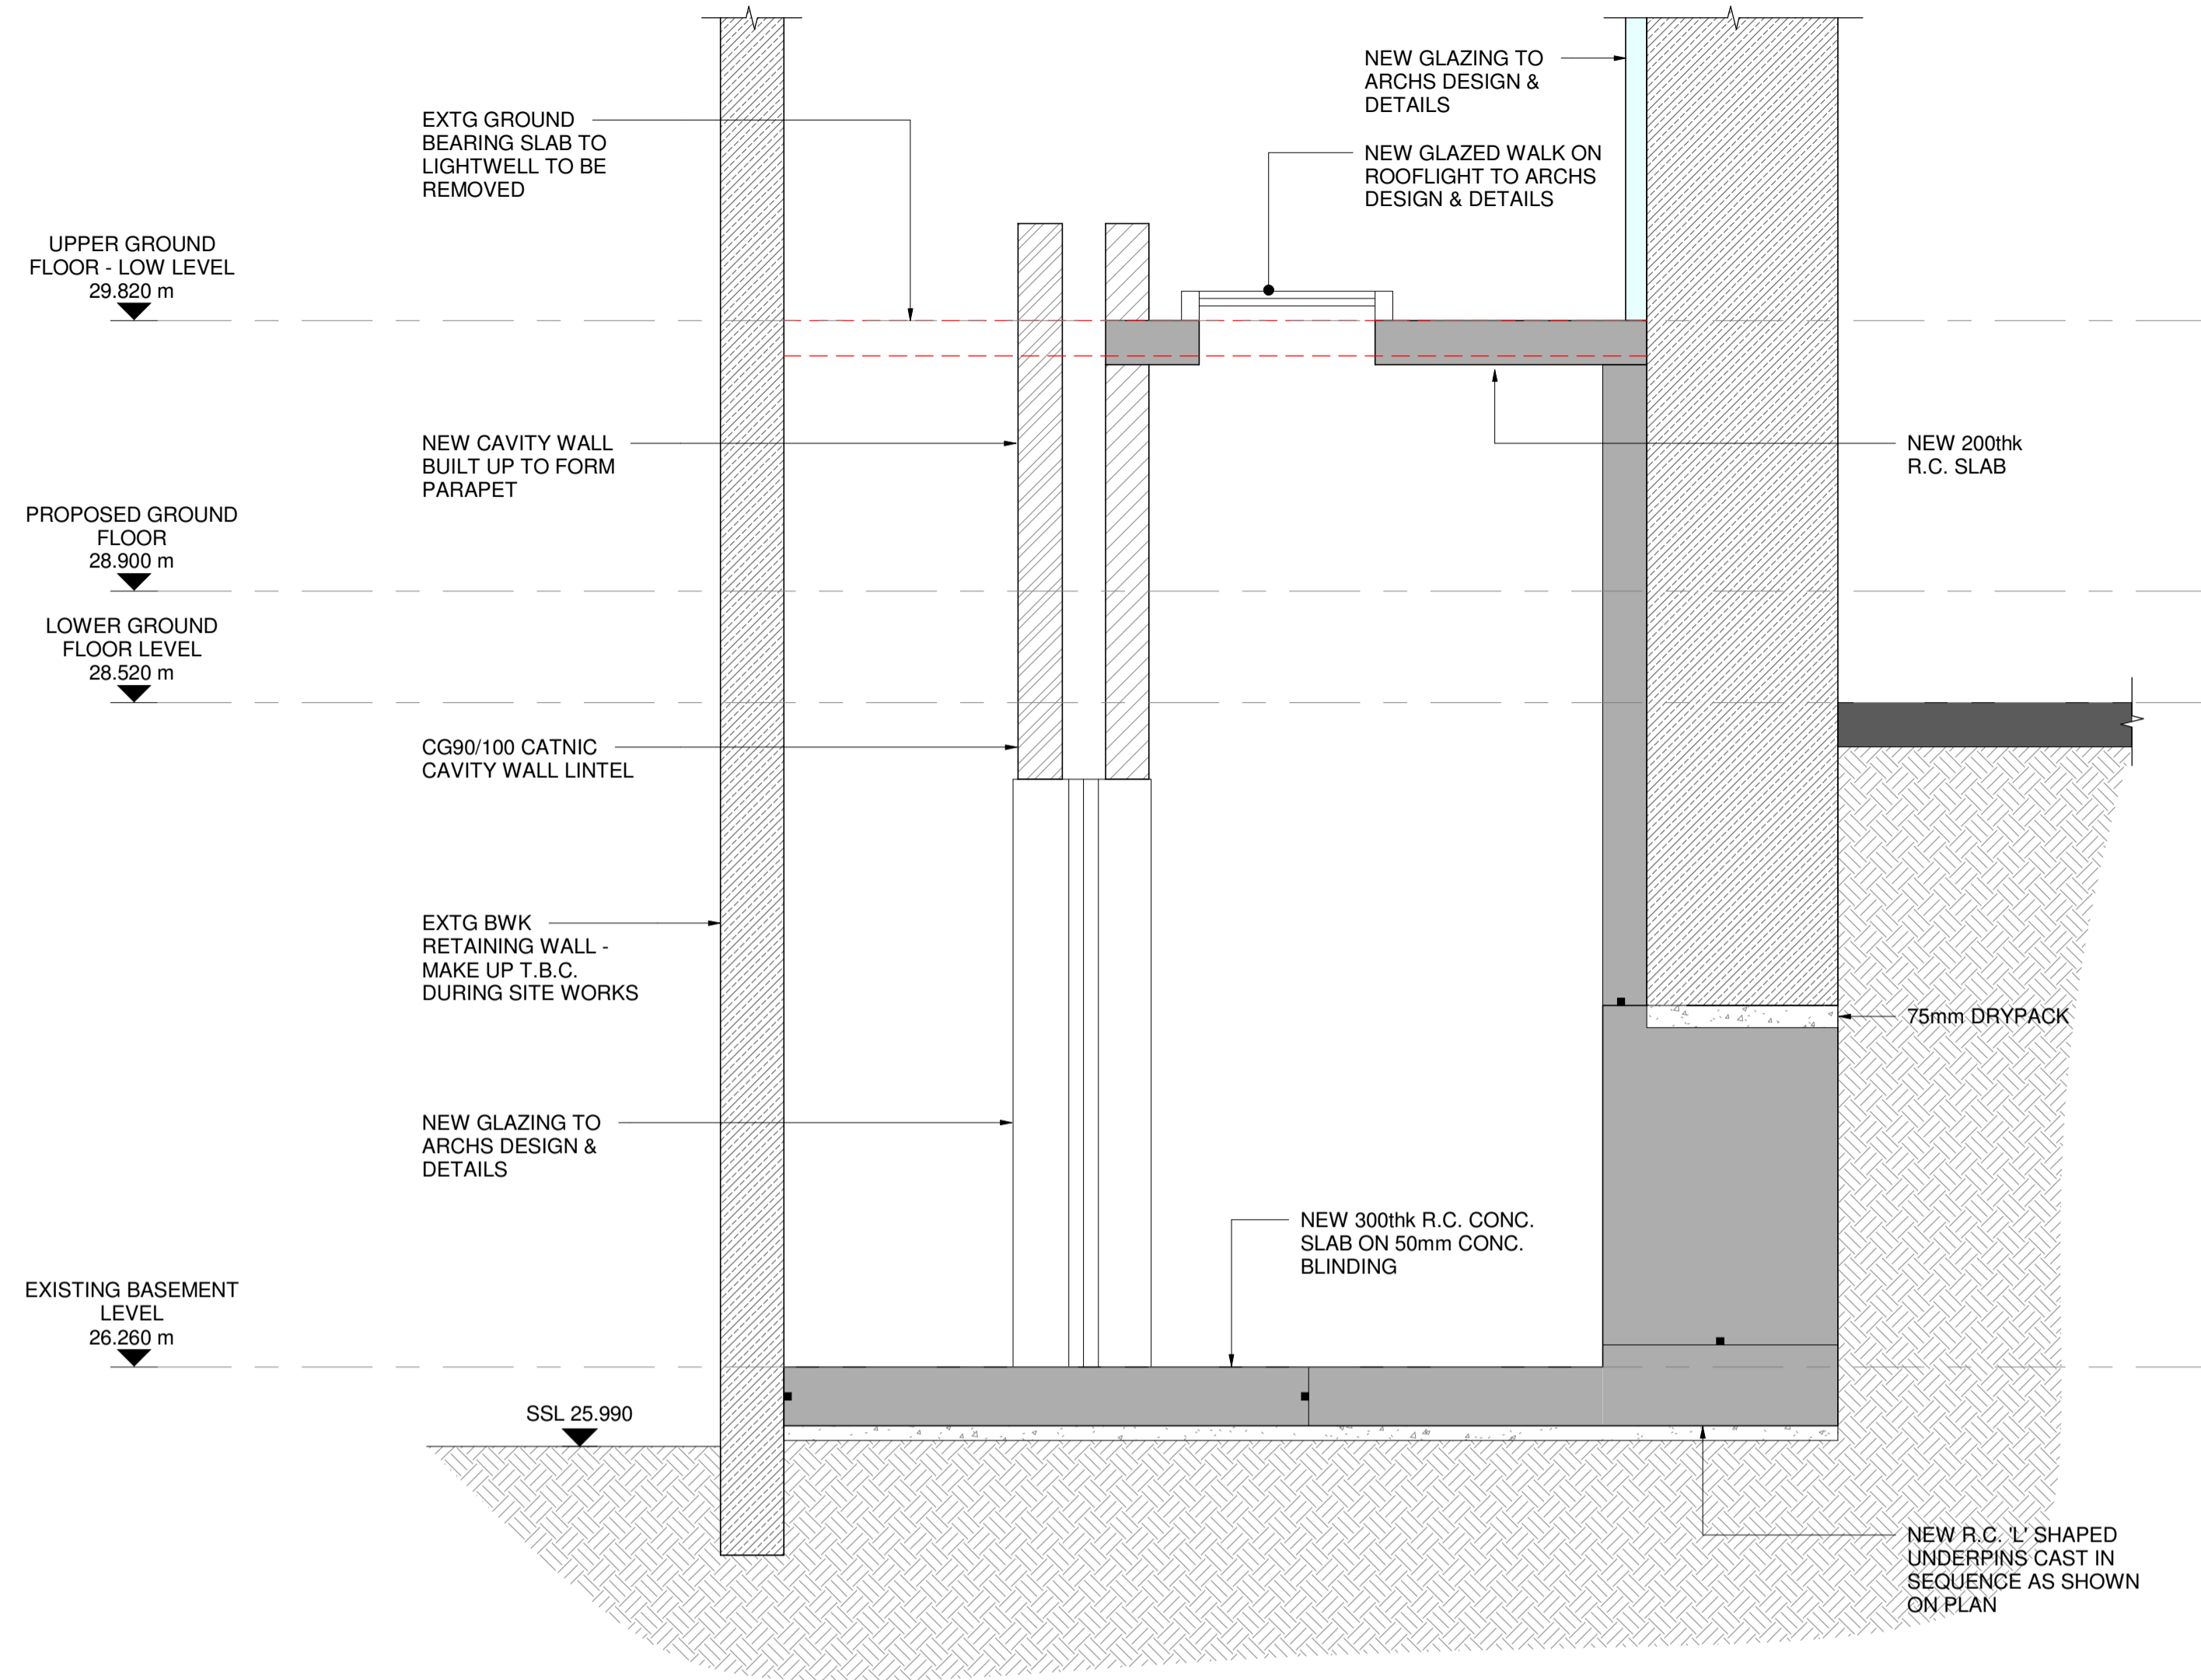 NEW GLAZING TO
ARCHS DESIGN &
DETAILS
EXTG GROUND
BEARING SLAB TO
LIGHTWELL TO BE
REMOVED
NEW GLAZED WALK ON
ROOFLIGHT TO ARCHS
DESIGN & DETAILS
UPPER GROUND
FLOOR - LOW LEVEL
29.820 m
NEW CAVITY WALL
BUILT UP TO FORM
PARAPET
NEW 200thk
R.C. SLAB
PROPOSED GROUND
FLOOR
28.900 m
LOWER GROUND
FLOOR LEVEL
28.520 m
CG90/100 CATNIC
CAVITY WALL LINTEL
EXTG BWK
RETAINING WALL -
MAKE UP T.B.C.
DURING SITE WORKS
75mm DRYPACK
NEW GLAZING TO
ARCHS DESIGN &
DETAILS
NEW 300thk R.C. CONC.
SLAB ON 50mm CONC.
BLINDING
EXISTING BASEMENT
LEVEL
26.260 m
SSL 25.990
NEW R.C. 'L' SHAPED
UNDERPINS CAST IN
SEQUENCE AS SHOWN
ON PLAN